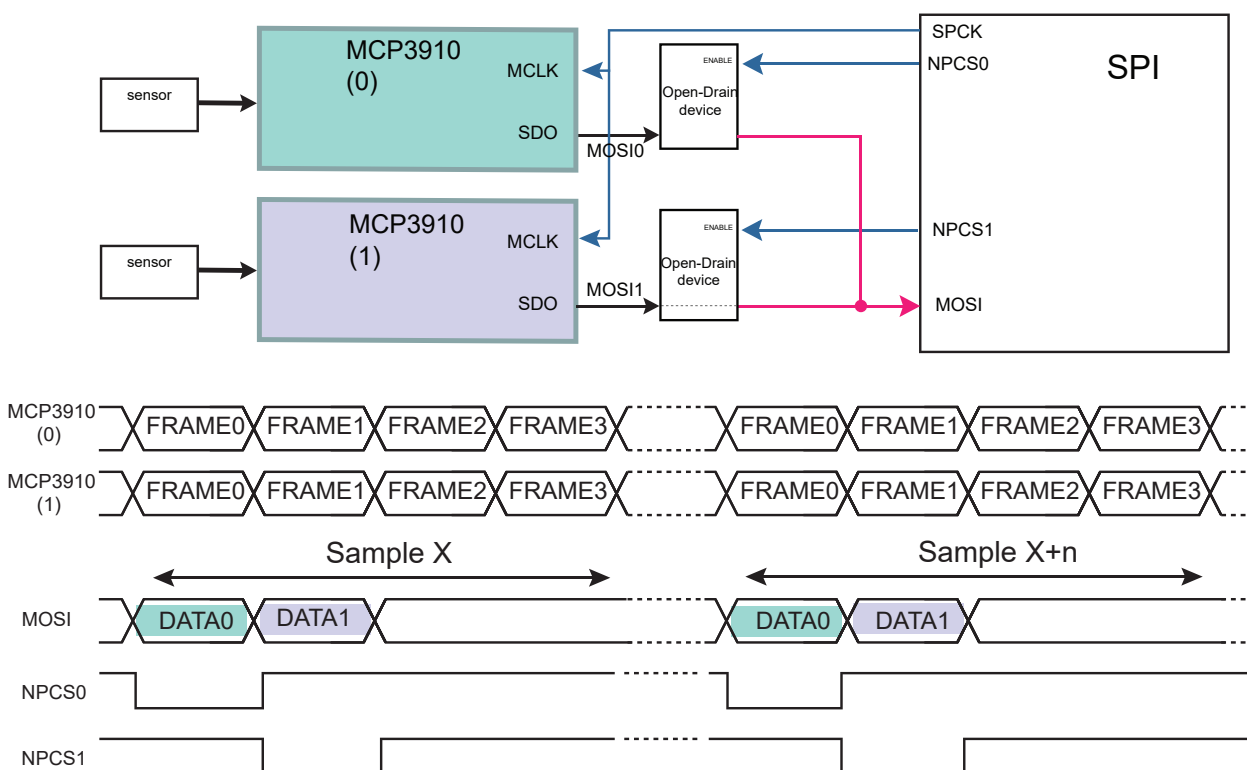 MCP3910
(0)
MCLK
SDO
sensor
MOSI0
ENABLE
Open-Drain
device
SPCK
NPCS0
SPI
MCP3910
(1)
MCLK
SDO
sensor
MOSI1
ENABLE
Open-Drain
device
NPCS1
MOSI
MCP3910
(0)
FRAME0 FRAME1 FRAME2 FRAME3 FRAME0 FRAME1 FRAME2 FRAME3
MCP3910
(1)
FRAME0 FRAME1 FRAME2 FRAME3 FRAME0 FRAME1 FRAME2 FRAME3
Sample X Sample X+n
MOSI DATA0 DATA1 DATA0 DATA1
NPCS0
NPCS1